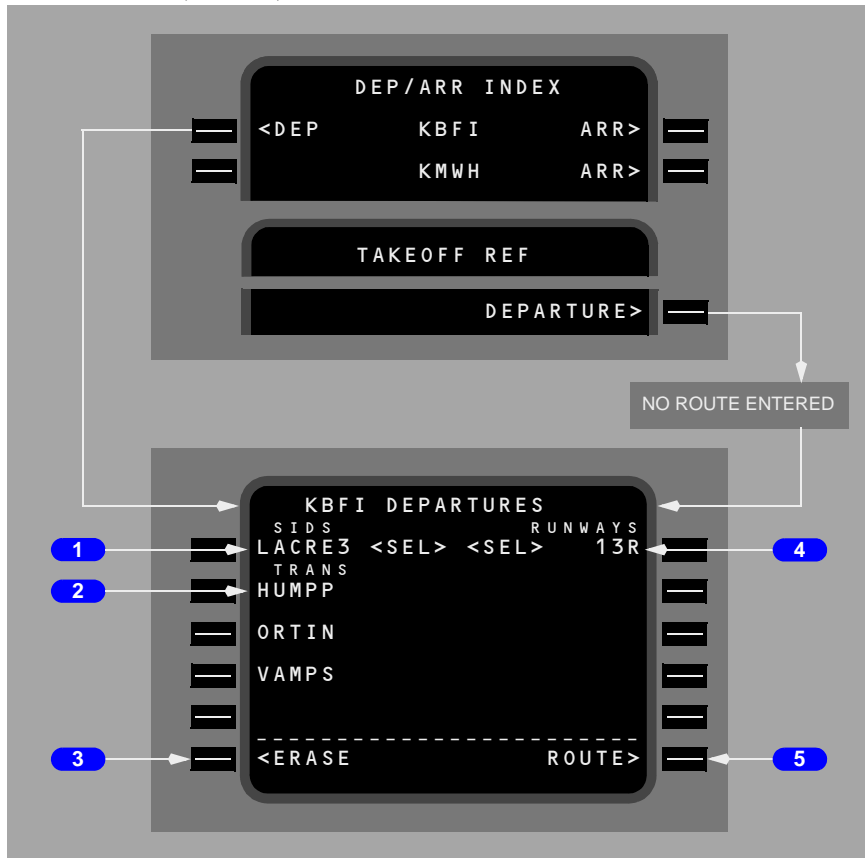 DEP/ARR INDEX
<DEP KBFI ARR>
KMWH ARR>
TAKEOFF REF
DEPARTURE>
NO ROUTE ENTERED
KBFI DEPARTURES
SIDS RUNWAYS
1 LACRE3 <SEL> <SEL> 13R 4
TRANS
2 HUMPP
ORTIN
VAMPS
------------------------
3 <ERASE ROUTE> 5